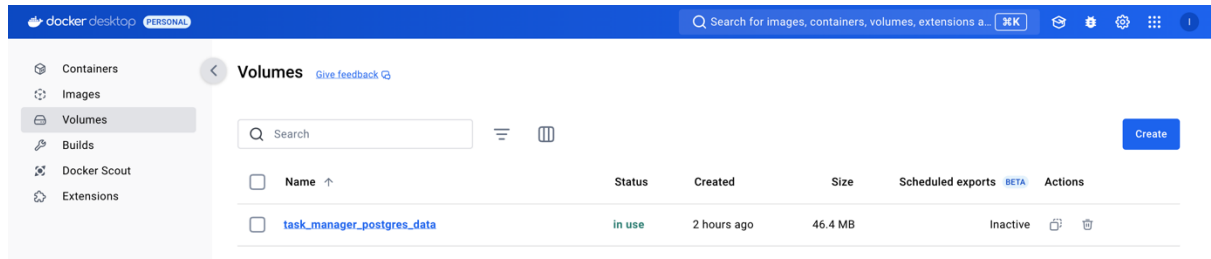 docker desktop PERSONAL Search for images, containers, volumes, extensions a... ⌘K I
Containers
Images
Volumes
Builds
Docker Scout
Extensions
Volumes Give feedback
Search
Create
Name ↑ Status Created Size Scheduled exports BETA Actions
task_manager_postgres_data in use 2 hours ago 46.4 MB Inactive